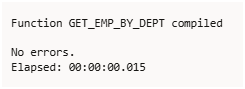 Function GET_EMP_BY_DEPT compiled
No errors.
Elapsed: 00:00:00.015